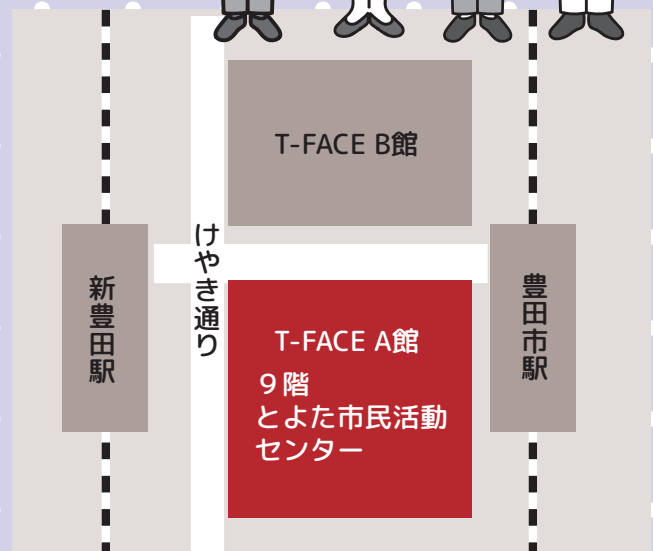 T-FACE B館
けやき通り
新豊田駅
豊田市駅
T-FACE A館
９階
とよた市民活動
センター